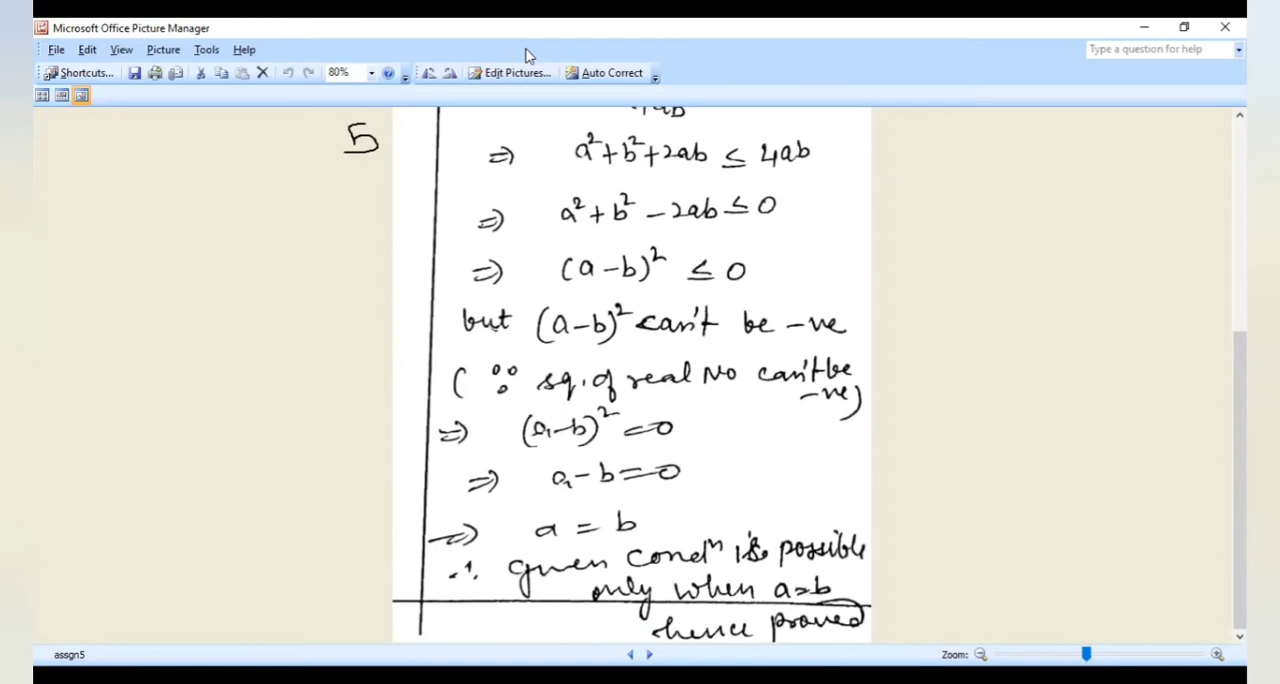 Microsoft Office Picture Manager
File Edit View Picture Tools Help
Type a question for help
Shortcuts... 80% Edit Pictures... Auto Correct
4ab
5
⇒ a²+b²+2ab ≤ 4ab
⇒ a²+b²-2ab ≤ 0
⇒ (a-b)² ≤ 0
but (a-b)² can't be -ve
( ∵ sq. of real No can't be
-ve)
⇒ (a-b)² = 0
⇒ a-b=0
⇒ a = b
∴ given condⁿ is possible
only when a=b
hence proved
assgn5
Zoom: